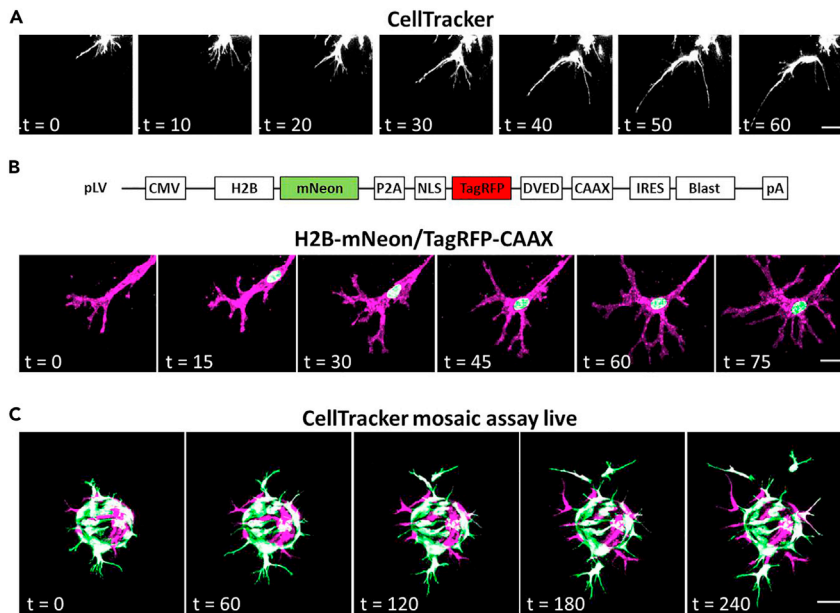 A
CellTracker
t = 0 t = 10 t = 20 t = 30 t = 40 t = 50 t = 60
B
pLV CMV H2B mNeon P2A NLS TagRFP DVED CAAX IRES Blast pA
H2B-mNeon/TagRFP-CAAX
t = 0 t = 15 t = 30 t = 45 t = 60 t = 75
C
CellTracker mosaic assay live
t = 0 t = 60 t = 120 t = 180 t = 240